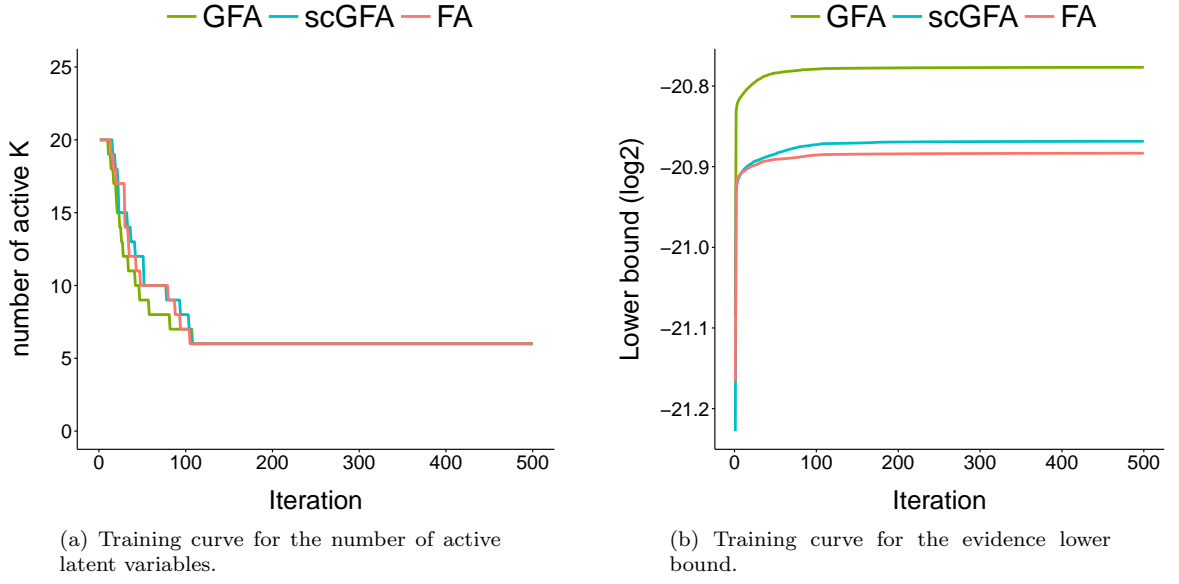 GFA scGFA FA
25
20
15
10
5
0
number of active K
0 100 200 300 400 500
Iteration
(a) Training curve for the number of active
latent variables.
GFA scGFA FA
−20.8
−20.9
−21.0
−21.1
−21.2
Lower bound (log2)
0 100 200 300 400 500
Iteration
(b) Training curve for the evidence lower
bound.